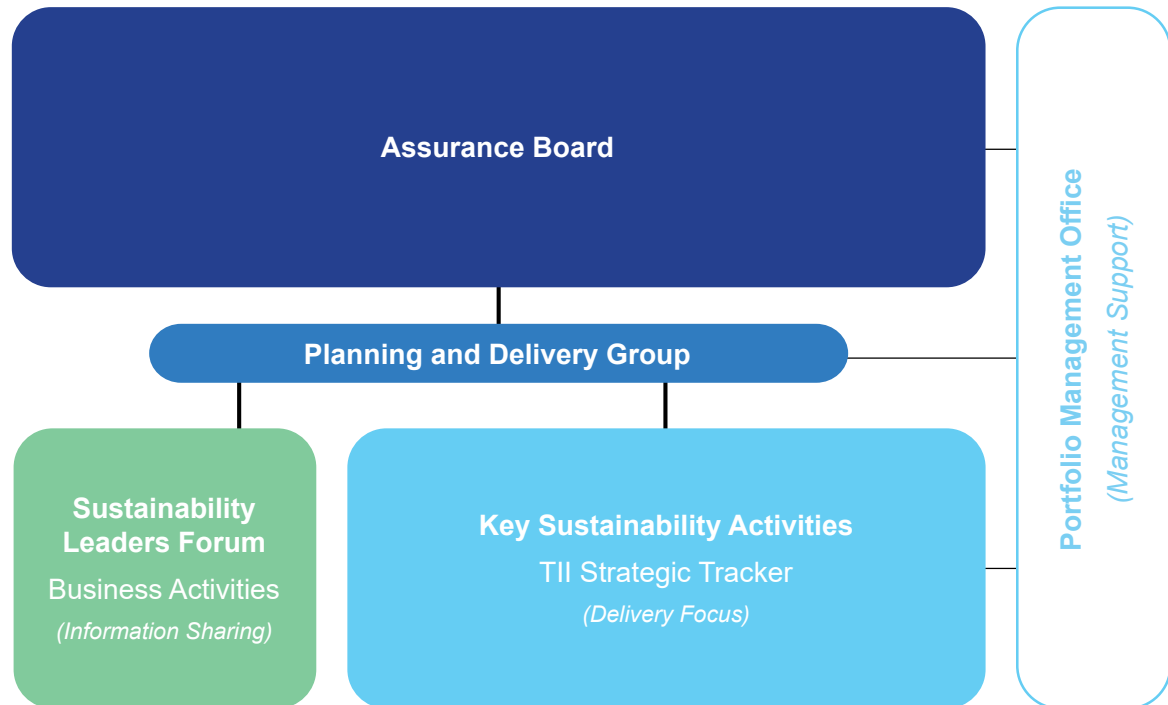 Assurance Board
Planning and Delivery Group
Sustainability
Leaders Forum
Business Activities
(Information Sharing)
Key Sustainability Activities
TII Strategic Tracker
(Delivery Focus)
Portfolio Management Office
(Management Support)